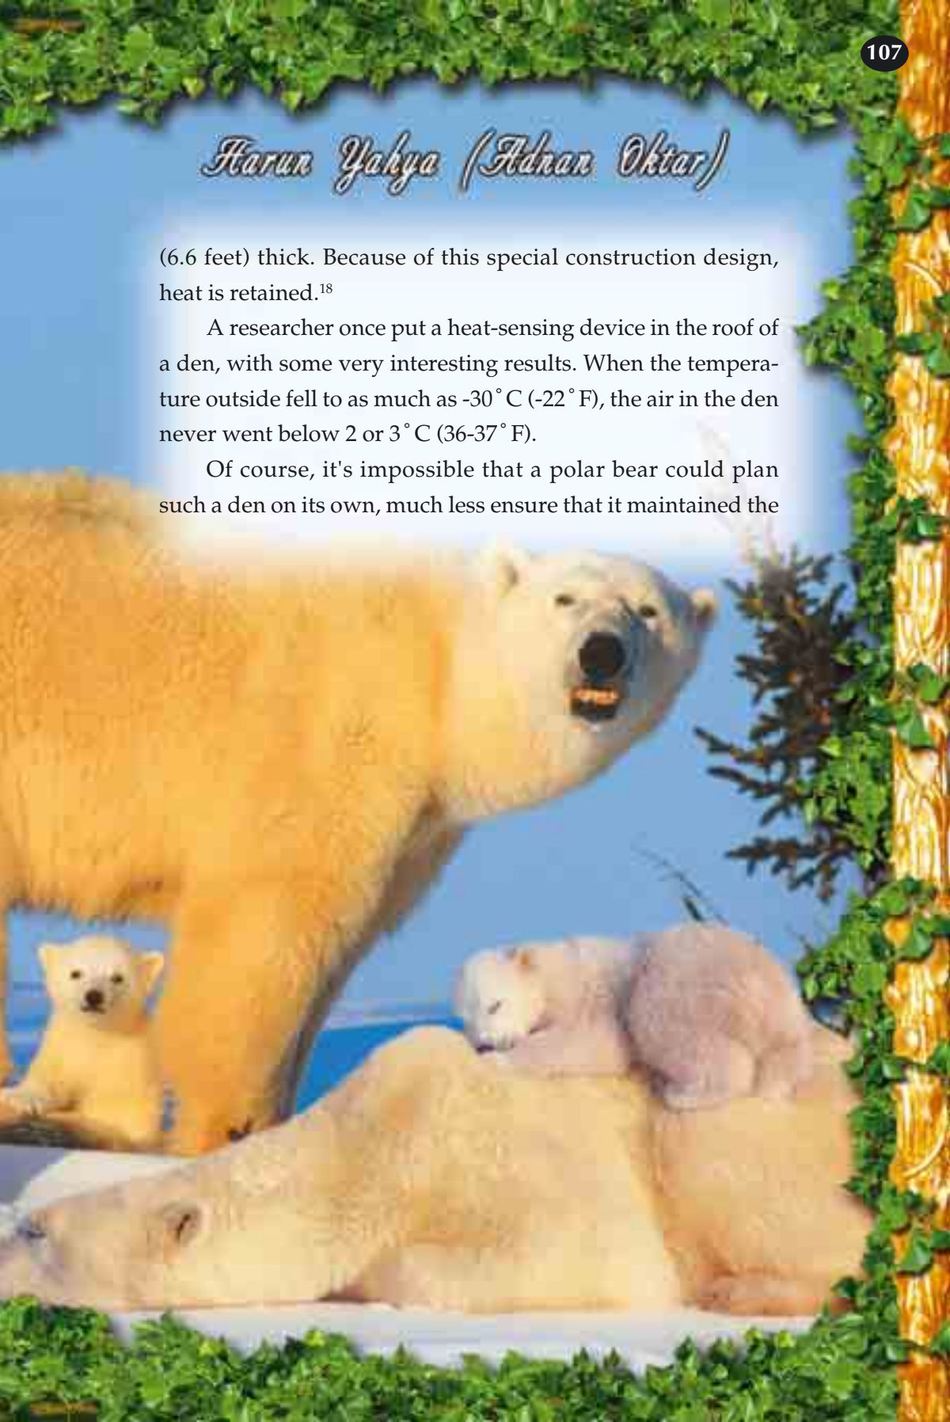 107
Harun Yahya (Adnan Oktar)
(6.6 feet) thick. Because of this special construction design,
heat is retained.18
A researcher once put a heat-sensing device in the roof of
a den, with some very interesting results. When the tempera-
ture outside fell to as much as -30˚C (-22˚F), the air in the den
never went below 2 or 3˚C (36-37˚F).
Of course, it's impossible that a polar bear could plan
such a den on its own, much less ensure that it maintained the